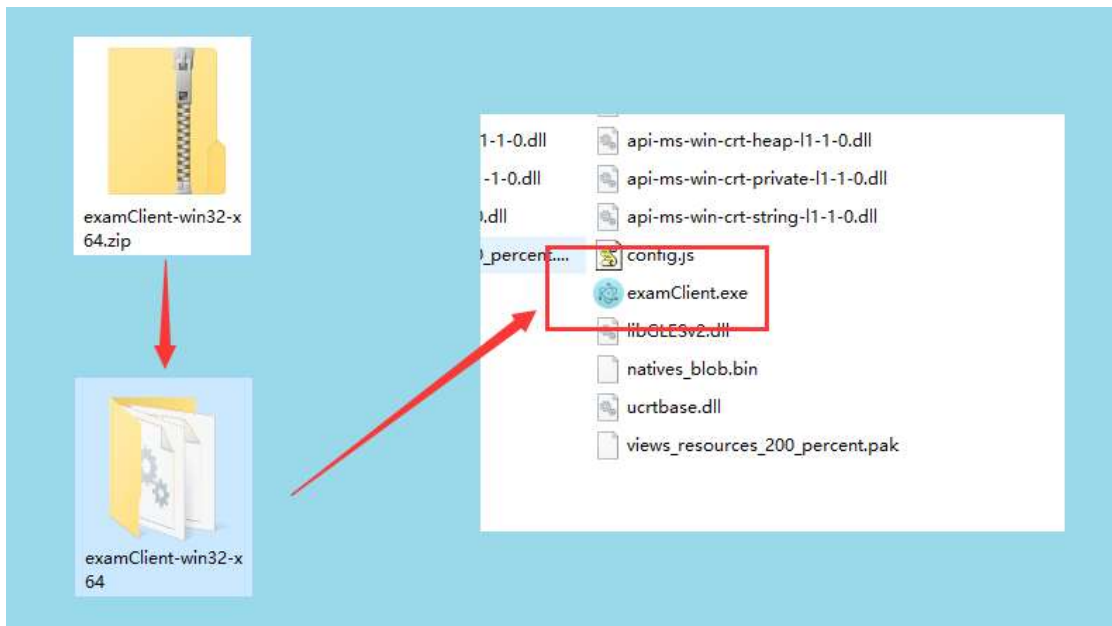 examClient-win32-x
64.zip
examClient-win32-x
64
1-1-0.dll
-1-0.dll
).dll
)_percent....
api-ms-win-crt-heap-l1-1-0.dll
api-ms-win-crt-private-l1-1-0.dll
api-ms-win-crt-string-l1-1-0.dll
config.js
examClient.exe
libGLESv2.dll
natives_blob.bin
ucrtbase.dll
views_resources_200_percent.pak